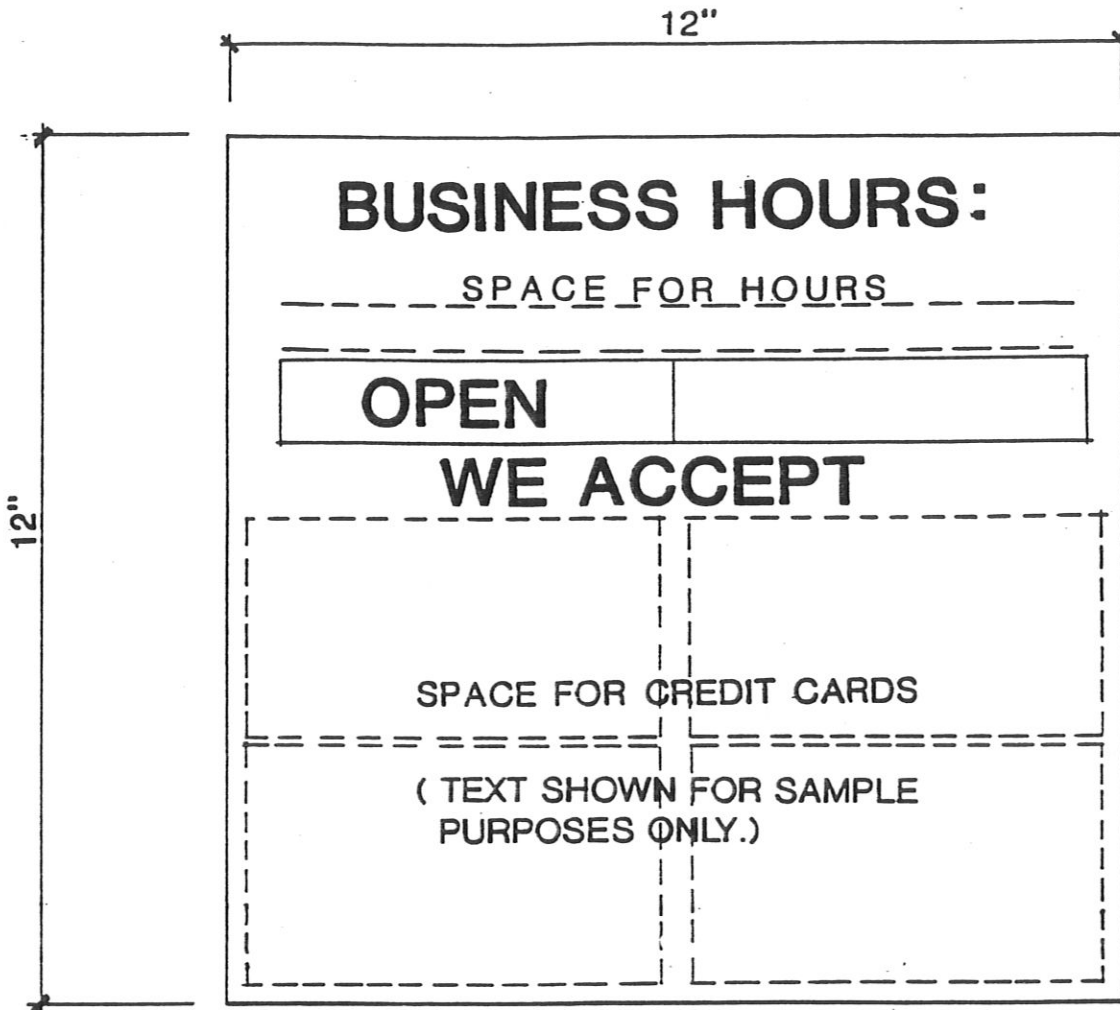 12"
BUSINESS HOURS:
SPACE FOR HOURS
OPEN
WE ACCEPT
12"
SPACE FOR CREDIT CARDS
( TEXT SHOWN FOR SAMPLE
PURPOSES ONLY.)